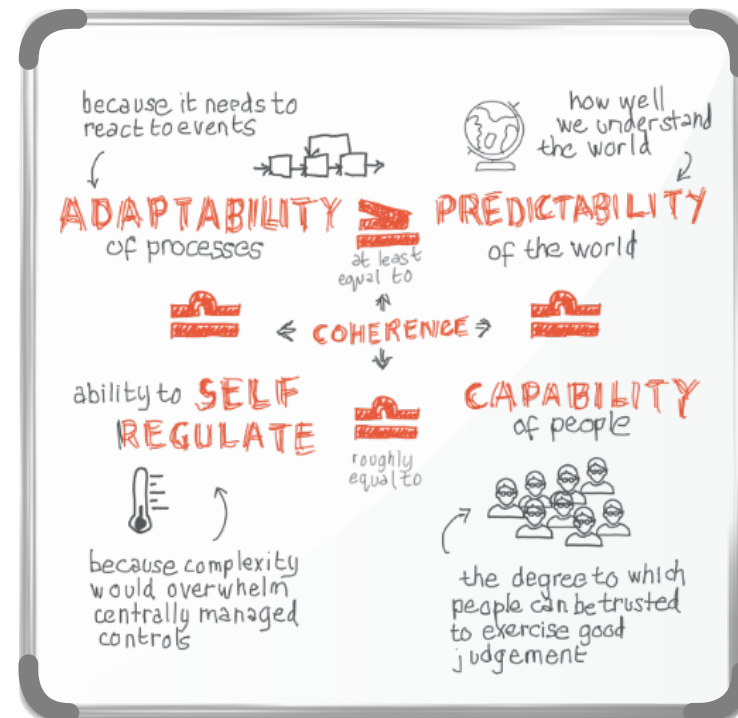 because it needs to
react to events
how well
we understand
the world
ADAPTABILITY
of processes
at least
equal to
PREDICTABILITY
of the world
COHERENCE
ability to SELF
REGULATE
roughly
equal to
CAPABILITY
of people
because complexity
would overwhelm
centrally managed
controls
the degree to which
people can be trusted
to exercise good
judgement